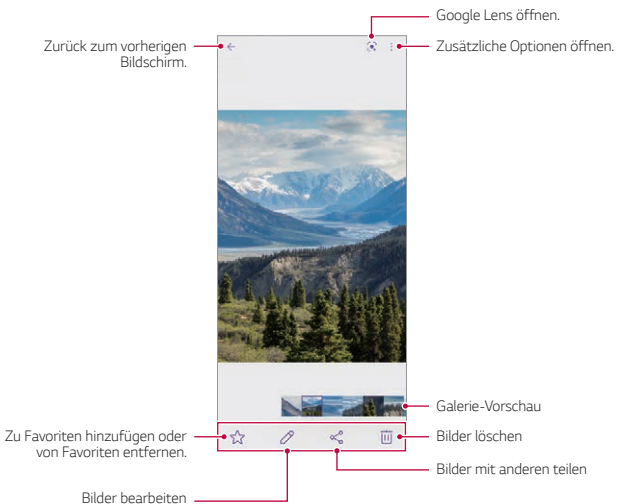 Google Lens öffnen.
Zurück zum vorherigen
Bildschirm.
Zusätzliche Optionen öffnen.
Galerie-Vorschau
Zu Favoriten hinzufügen oder
von Favoriten entfernen.
Bilder löschen
Bilder mit anderen teilen
Bilder bearbeiten